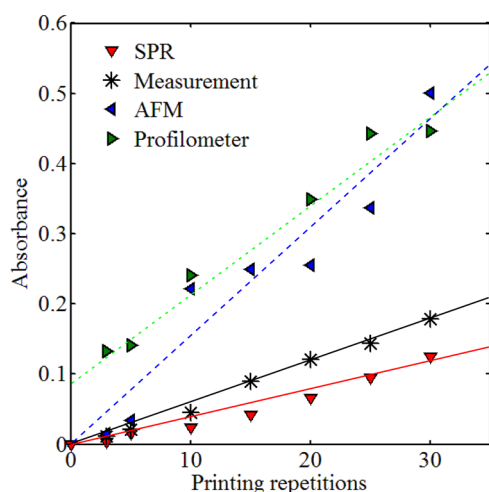 0.6
0.5
0.4
0.3
0.2
0.1
0
SPR
Measurement
AFM
Profilometer
Absorbance
0 10 20 30
Printing repetitions